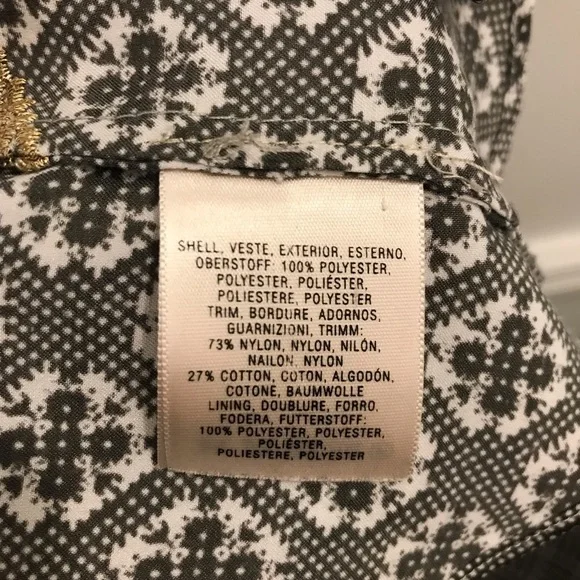 SHELL, VESTE, EXTERIOR, ESTERNO,
OBERSTOFF: 100% POLYESTER,
POLYESTER, POLIÉSTER,
POLIESTERE, POLYESTER
TRIM, BORDURE, ADORNOS,
GUARNIZIONI, TRIMM:
73% NYLON, NYLON, NILÓN,
NAILON, NYLON
27% COTTON, COTON, ALGODÓN,
COTONE, BAUMWOLLE
LINING, DOUBLURE, FORRO,
FODERA, FUTTERSTOFF:
100% POLYESTER, POLYESTER,
POLIÉSTER,
POLIESTERE, POLYESTER